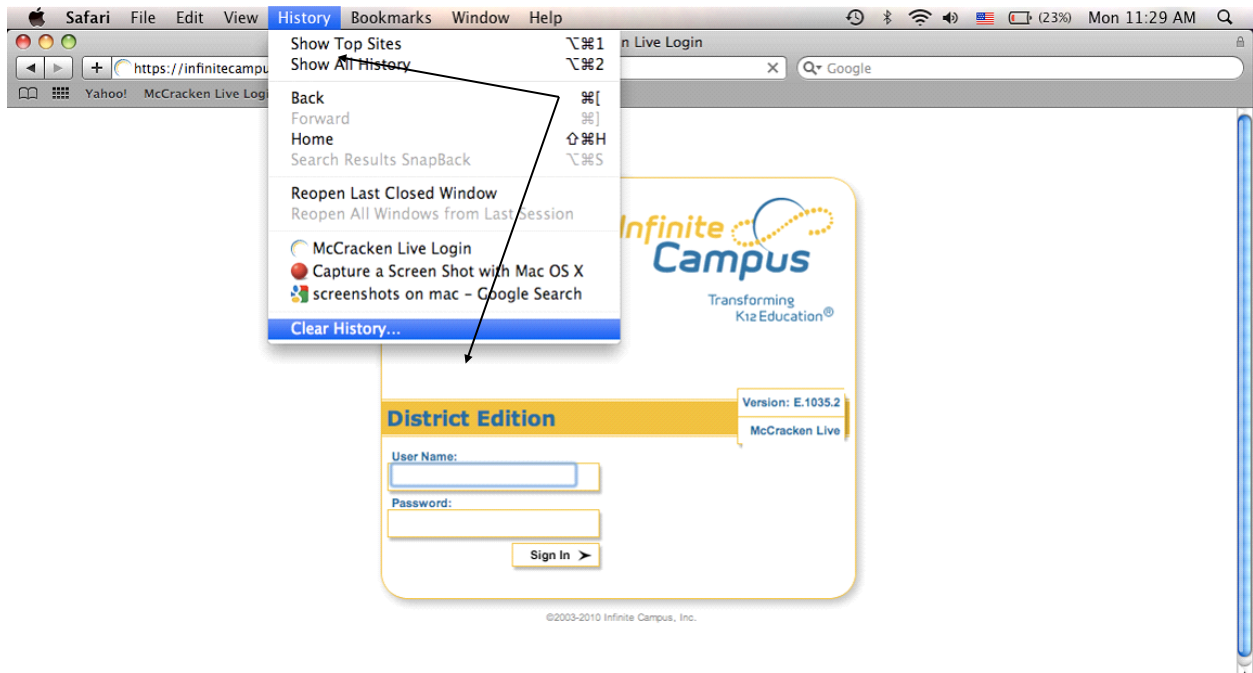 Safari File Edit View History Bookmarks Window Help (23%) Mon 11:29 AM
n Live Login
https://infinitecampu
Google
Yahoo! McCracken Live Logi
Show Top Sites ⌥⌘1
Show All History ⌥⌘2
Back ⌘[
Forward ⌘]
Home ⇧⌘H
Search Results SnapBack ⌥⌘S
Reopen Last Closed Window
Reopen All Windows from Last Session
McCracken Live Login
Capture a Screen Shot with Mac OS X
screenshots on mac – Google Search
Clear History...
Infinite
Campus
Transforming
K12 Education®
District Edition
Version: E.1035.2
McCracken Live
User Name:
Password:
Sign In
©2003-2010 Infinite Campus, Inc.